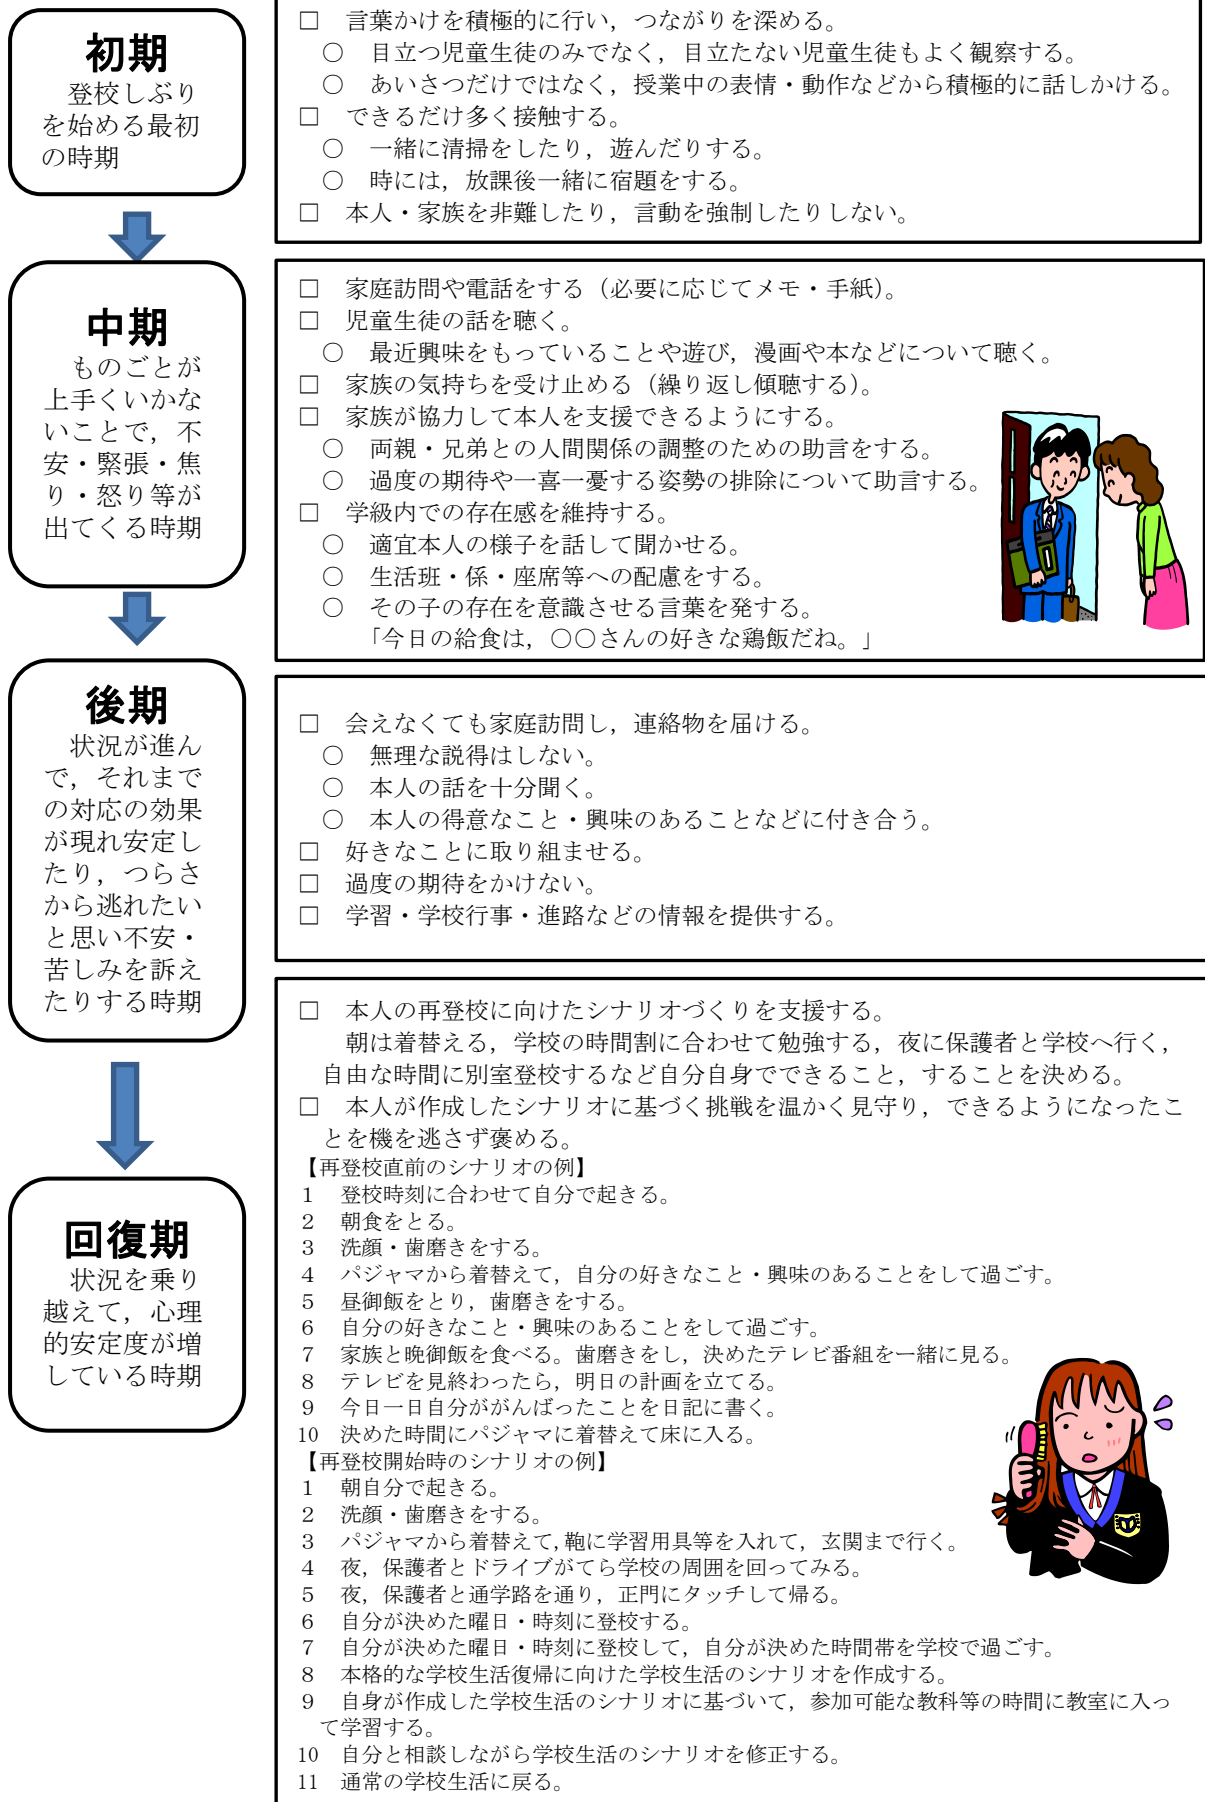 初期
登校しぶり
を始める最初
の時期
□　言葉かけを積極的に行い，つながりを深める。
○　目立つ児童生徒のみでなく，目立たない児童生徒もよく観察する。
○　あいさつだけではなく，授業中の表情・動作などから積極的に話しかける。
□　できるだけ多く接触する。
○　一緒に清掃をしたり，遊んだりする。
○　時には，放課後一緒に宿題をする。
□　本人・家族を非難したり，言動を強制したりしない。
中期
ものごとが
上手くいかな
いことで，不
安・緊張・焦
り・怒り等が
出てくる時期
□　家庭訪問や電話をする（必要に応じてメモ・手紙）。
□　児童生徒の話を聴く。
○　最近興味をもっていることや遊び，漫画や本などについて聴く。
□　家族の気持ちを受け止める（繰り返し傾聴する）。
□　家族が協力して本人を支援できるようにする。
○　両親・兄弟との人間関係の調整のための助言をする。
○　過度の期待や一喜一憂する姿勢の排除について助言する。
□　学級内での存在感を維持する。
○　適宜本人の様子を話して聞かせる。
○　生活班・係・座席等への配慮をする。
○　その子の存在を意識させる言葉を発する。
「今日の給食は，○○さんの好きな鶏飯だね。」
後期
状況が進ん
で，それまで
の対応の効果
が現れ安定し
たり，つらさ
から逃れたい
と思い不安・
苦しみを訴え
たりする時期
□　会えなくても家庭訪問し，連絡物を届ける。
○　無理な説得はしない。
○　本人の話を十分聞く。
○　本人の得意なこと・興味のあることなどに付き合う。
□　好きなことに取り組ませる。
□　過度の期待をかけない。
□　学習・学校行事・進路などの情報を提供する。
回復期
状況を乗り
越えて，心理
的安定度が増
している時期
□　本人の再登校に向けたシナリオづくりを支援する。
朝は着替える，学校の時間割に合わせて勉強する，夜に保護者と学校へ行く，
自由な時間に別室登校するなど自分自身でできること，することを決める。
□　本人が作成したシナリオに基づく挑戦を温かく見守り，できるようになったこ
とを機を逃さず褒める。
【再登校直前のシナリオの例】
1　登校時刻に合わせて自分で起きる。
2　朝食をとる。
3　洗顔・歯磨きをする。
4　パジャマから着替えて，自分の好きなこと・興味のあることをして過ごす。
5　昼御飯をとり，歯磨きをする。
6　自分の好きなこと・興味のあることをして過ごす。
7　家族と晩御飯を食べる。歯磨きをし，決めたテレビ番組を一緒に見る。
8　テレビを見終わったら，明日の計画を立てる。
9　今日一日自分ががんばったことを日記に書く。
10　決めた時間にパジャマに着替えて床に入る。
【再登校開始時のシナリオの例】
1　朝自分で起きる。
2　洗顔・歯磨きをする。
3　パジャマから着替えて，鞄に学習用具等を入れて，玄関まで行く。
4　夜，保護者とドライブがてら学校の周囲を回ってみる。
5　夜，保護者と通学路を通り，正門にタッチして帰る。
6　自分が決めた曜日・時刻に登校する。
7　自分が決めた曜日・時刻に登校して，自分が決めた時間帯を学校で過ごす。
8　本格的な学校生活復帰に向けた学校生活のシナリオを作成する。
9　自身が作成した学校生活のシナリオに基づいて，参加可能な教科等の時間に教室に入っ
て学習する。
10　自分と相談しながら学校生活のシナリオを修正する。
11　通常の学校生活に戻る。